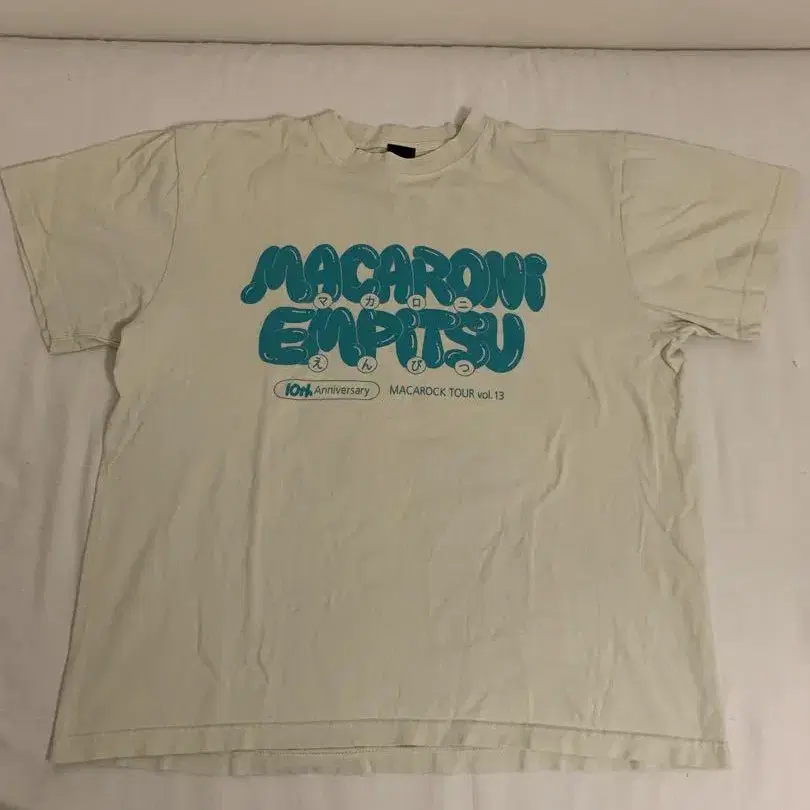 MACARONi
マカロニ
EMPiTSU
えんぴつ
10th Anniversary MACAROCK TOUR vol.13